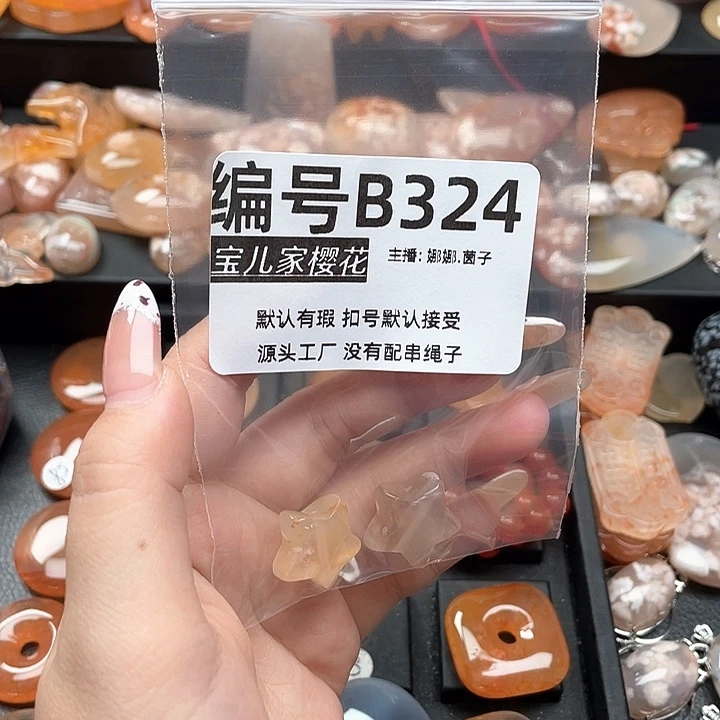 编号B324
宝儿家樱花 主播: 娜娜.茵子
默认有瑕 扣号默认接受
源头工厂 没有配串绳子